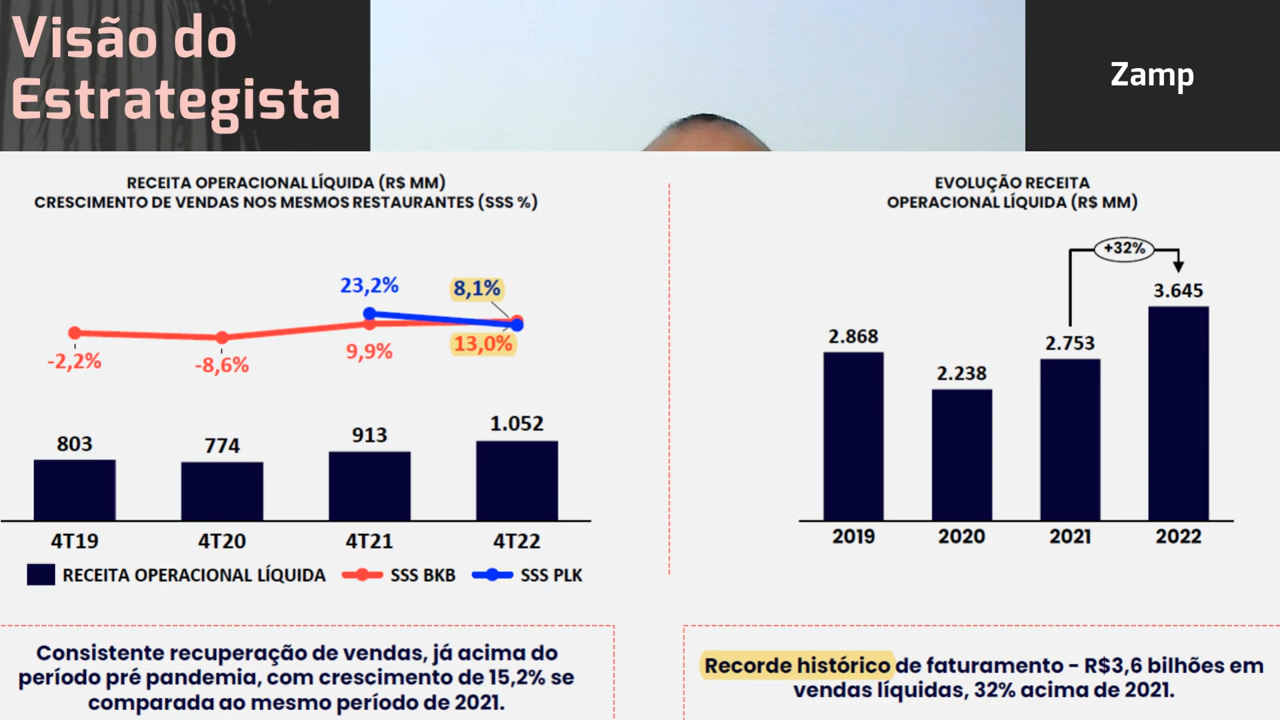 Visão do
Estrategista
Zamp
RECEITA OPERACIONAL LÍQUIDA (R$ MM)
CRESCIMENTO DE VENDAS NOS MESMOS RESTAURANTES (SSS %)
23,2%
8,1%
-2,2%
-8,6%
9,9%
13,0%
803
774
913
1.052
4T19
4T20
4T21
4T22
RECEITA OPERACIONAL LÍQUIDA
SSS BKB
SSS PLK
Consistente recuperação de vendas, já acima do
período pré pandemia, com crescimento de 15,2% se
comparada ao mesmo período de 2021.
EVOLUÇÃO RECEITA
OPERACIONAL LÍQUIDA (R$ MM)
+32%
2.868
2.238
2.753
3.645
2019
2020
2021
2022
Recorde histórico de faturamento - R$3,6 bilhões em
vendas líquidas, 32% acima de 2021.